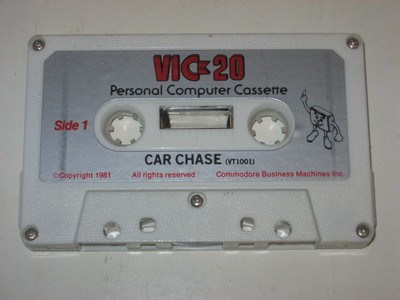 VIC 20
Personal Computer Cassette
Side 1
CAR CHASE (VT1001)
©Copyright 1981 All rights reserved Commodore Business Machines Inc.